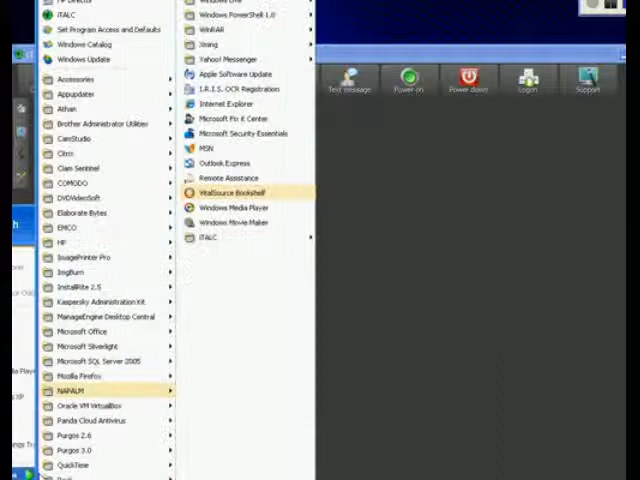 HP Director
iTALC
Set Program Access and Defaults
Windows Catalog
Windows Update
Accessories
Appupdater
Athan
Brother Administrator Utilities
CamStudio
Citrix
Clam Sentinel
COMODO
DVDVideoSoft
Elaborate Bytes
EMCO
HP
ImagePrinter Pro
ImgBurn
InstallRite 2.5
Kaspersky Administration Kit
ManageEngine Desktop Central
Microsoft Office
Microsoft Silverlight
Microsoft SQL Server 2005
Mozilla Firefox
NAPALM
Oracle VM VirtualBox
Panda Cloud Antivirus
Purgos 2.6
Purgos 3.0
QuickTime
Windows Live
Windows PowerShell 1.0
WinRAR
Xming
Yahoo! Messenger
Apple Software Update
I.R.I.S. OCR Registration
Internet Explorer
Microsoft Fix it Center
Microsoft Security Essentials
MSN
Outlook Express
Remote Assistance
VitalSource Bookshelf
Windows Media Player
Windows Movie Maker
iTALC
Text message
Power on
Power down
Logon
Support